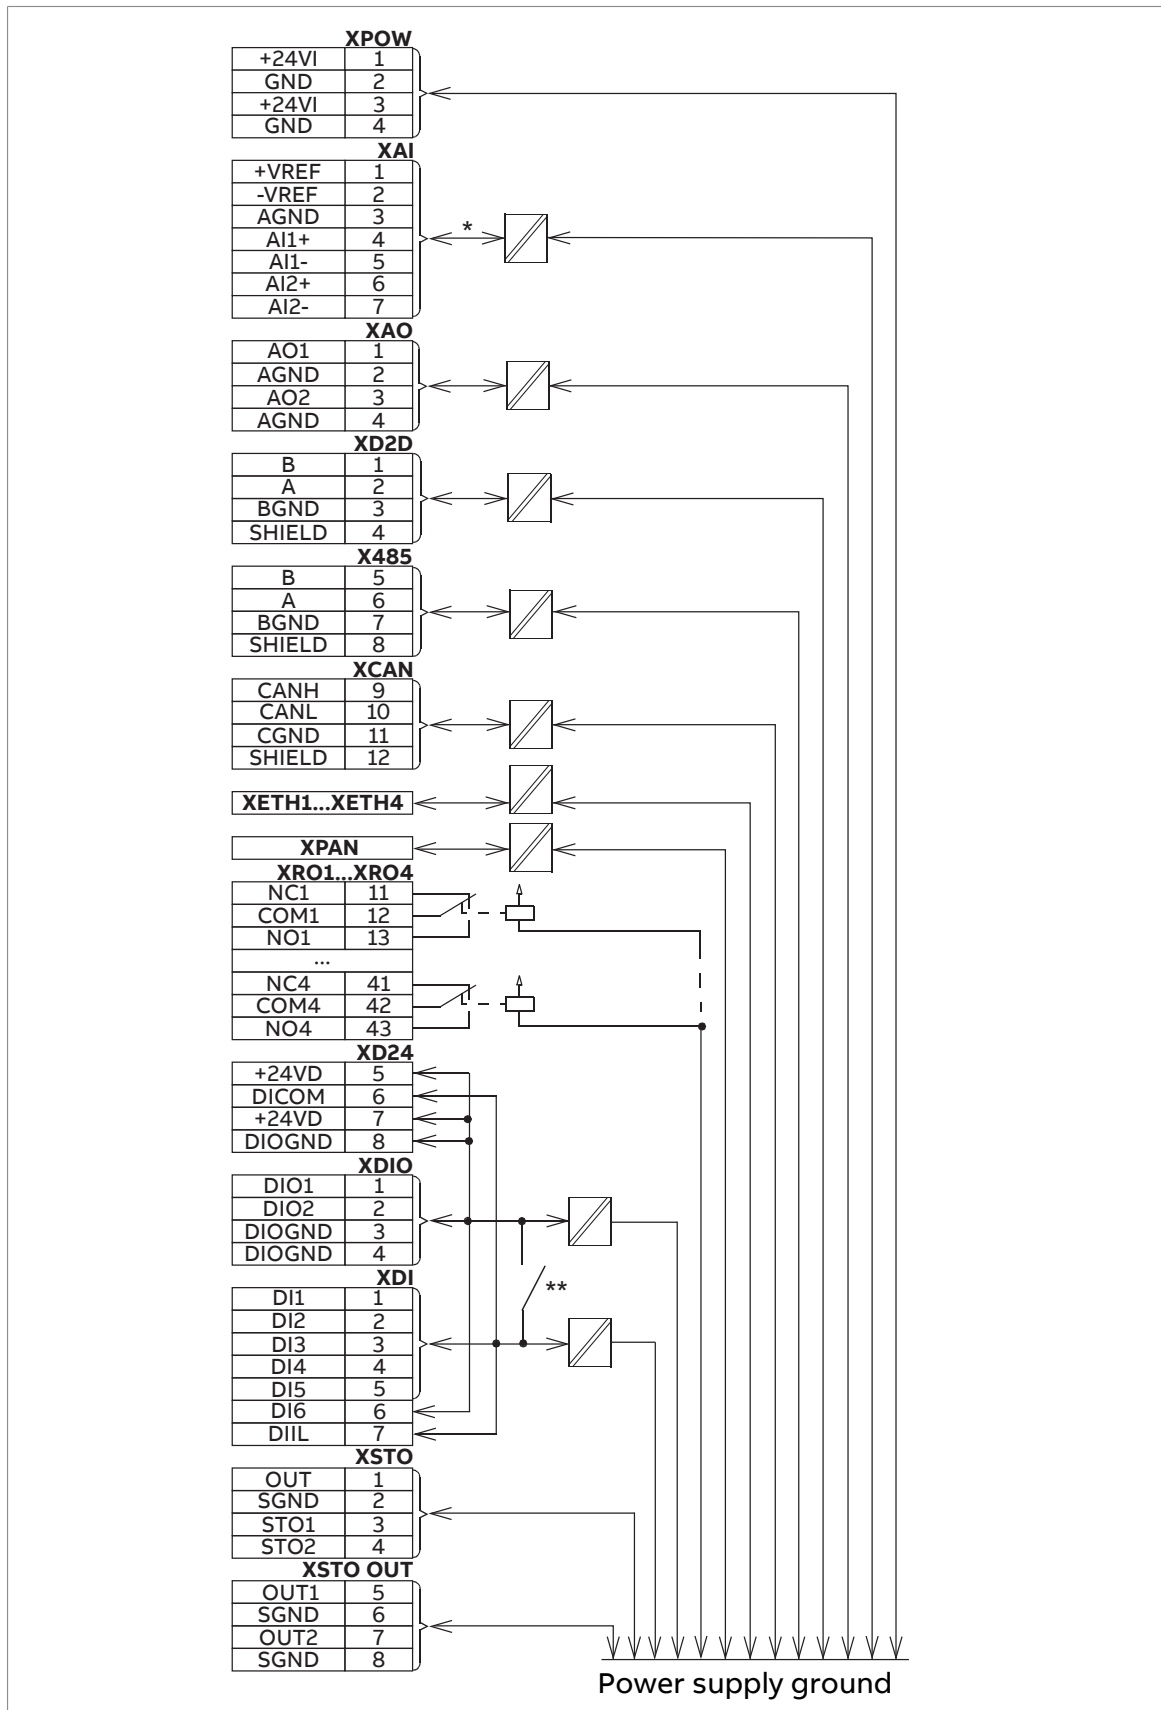 XPOW
+24VI 1
GND 2
+24VI 3
GND 4
XAI
+VREF 1
-VREF 2
AGND 3
AI1+ 4
AI1- 5
AI2+ 6
AI2- 7
*
XAO
AO1 1
AGND 2
AO2 3
AGND 4
XD2D
B 1
A 2
BGND 3
SHIELD 4
X485
B 5
A 6
BGND 7
SHIELD 8
XCAN
CANH 9
CANL 10
CGND 11
SHIELD 12
XETH1...XETH4
XPAN
XRO1...XRO4
NC1 11
COM1 12
NO1 13
...
NC4 41
COM4 42
NO4 43
XD24
+24VD 5
DICOM 6
+24VD 7
DIOGND 8
XDIO
DIO1 1
DIO2 2
DIOGND 3
DIOGND 4
XDI
DI1 1
**
DI2 2
DI3 3
DI4 4
DI5 5
DI6 6
DIIL 7
XSTO
OUT 1
SGND 2
STO1 3
STO2 4
XSTO OUT
OUT1 5
SGND 6
OUT2 7
SGND 8
Power supply ground